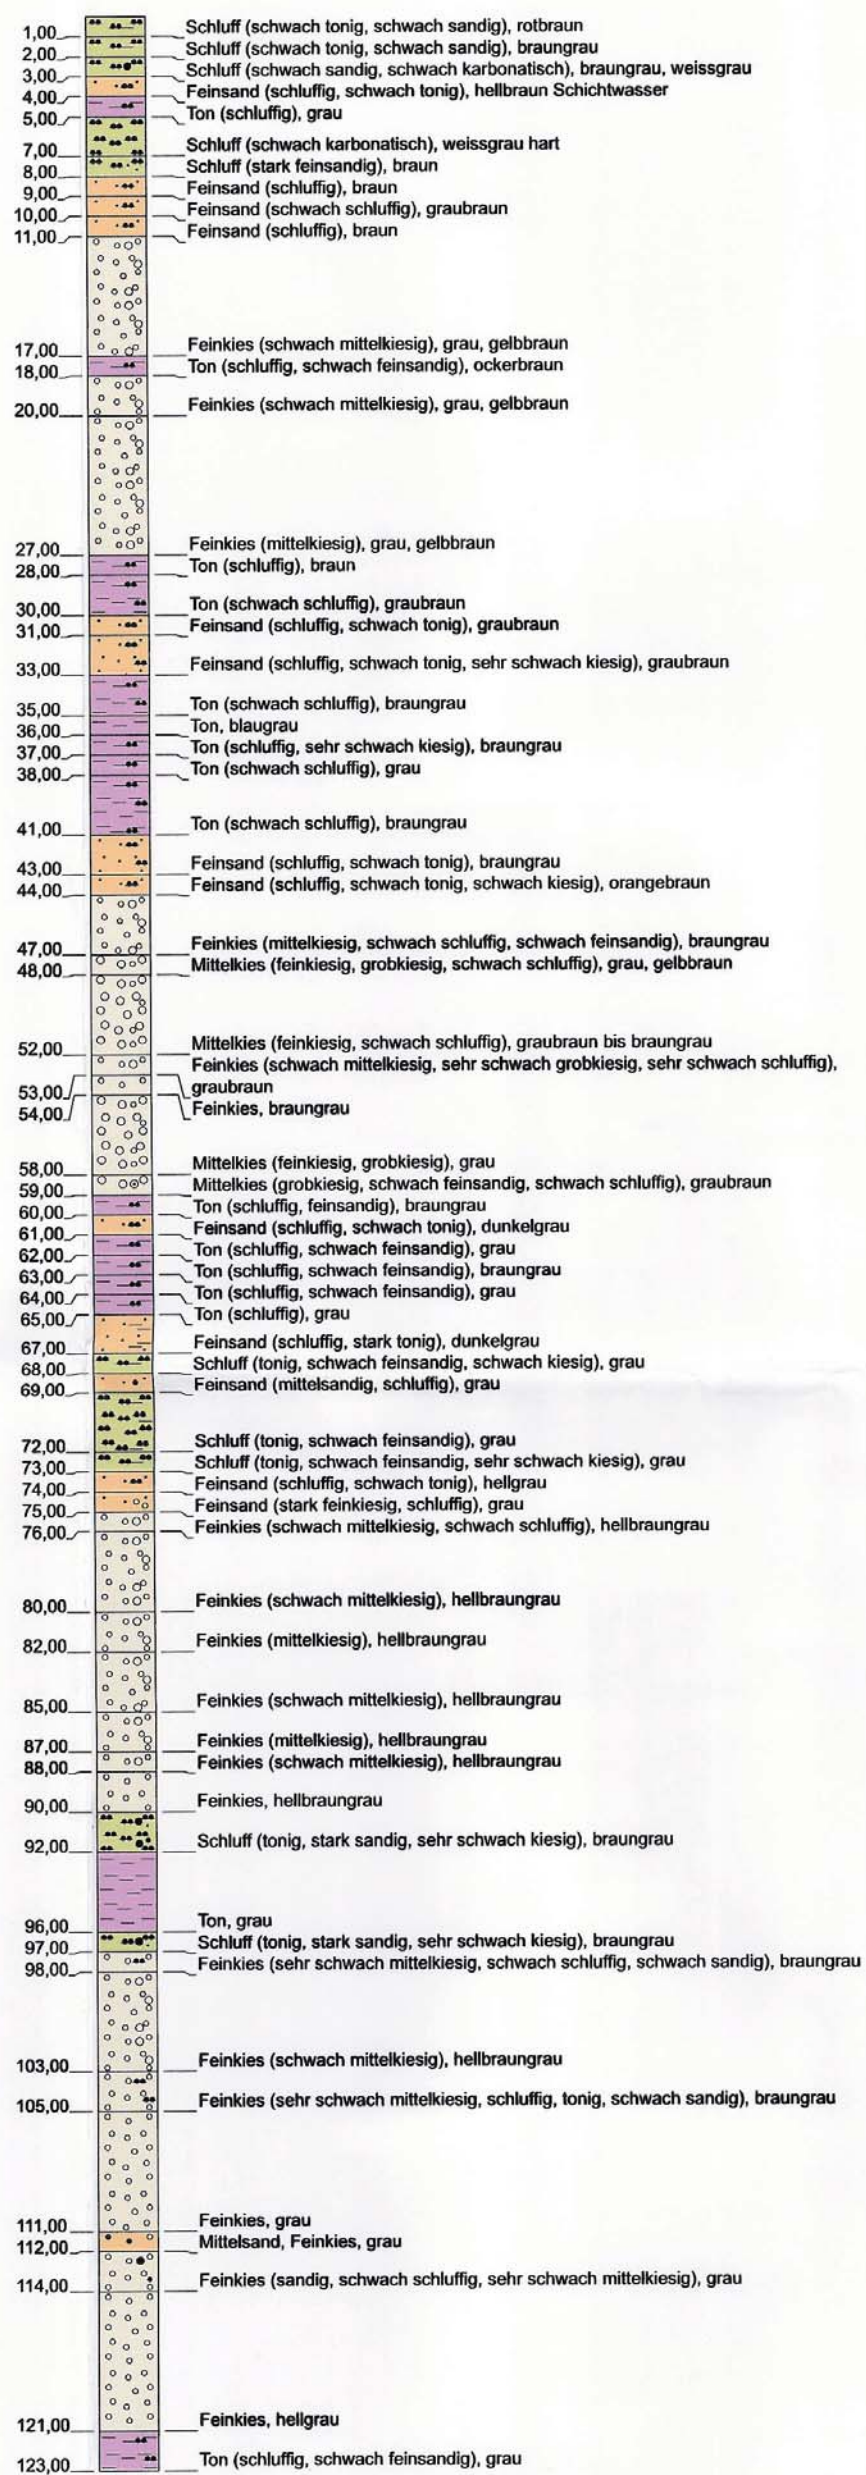 1,00 Schluff (schwach tonig, schwach sandig), rotbraun
2,00 Schluff (schwach tonig, schwach sandig), braungrau
3,00 Schluff (schwach sandig, schwach karbonatisch), braungrau, weissgrau
4,00 Feinsand (schluffig, schwach tonig), hellbraun Schichtwasser
5,00 Ton (schluffig), grau
7,00 Schluff (schwach karbonatisch), weissgrau hart
8,00 Schluff (stark feinsandig), braun
9,00 Feinsand (schluffig), braun
10,00 Feinsand (schwach schluffig), graubraun
11,00 Feinsand (schluffig), braun
17,00 Feinkies (schwach mittelkiesig), grau, gelbbraun
18,00 Ton (schluffig, schwach feinsandig), ockerbraun
20,00 Feinkies (schwach mittelkiesig), grau, gelbbraun
27,00 Feinkies (mittelkiesig), grau, gelbbraun
28,00 Ton (schluffig), braun
30,00 Ton (schwach schluffig), graubraun
31,00 Feinsand (schluffig, schwach tonig), graubraun
33,00 Feinsand (schluffig, schwach tonig, sehr schwach kiesig), graubraun
35,00 Ton (schwach schluffig), braungrau
36,00 Ton, blaugrau
37,00 Ton (schluffig, sehr schwach kiesig), braungrau
38,00 Ton (schwach schluffig), grau
41,00 Ton (schwach schluffig), braungrau
43,00 Feinsand (schluffig, schwach tonig), braungrau
44,00 Feinsand (schluffig, schwach tonig, schwach kiesig), orangebraun
47,00 Feinkies (mittelkiesig, schwach schluffig, schwach feinsandig), braungrau
48,00 Mittelkies (feinkiesig, grobkiesig, schwach schluffig), grau, gelbbraun
52,00 Mittelkies (feinkiesig, schwach schluffig), graubraun bis braungrau
Feinkies (schwach mittelkiesig, sehr schwach grobkiesig, sehr schwach schluffig),
53,00 graubraun
54,00 Feinkies, braungrau
58,00 Mittelkies (feinkiesig, grobkiesig), grau
59,00 Mittelkies (grobkiesig, schwach feinsandig, schwach schluffig), graubraun
60,00 Ton (schluffig, feinsandig), braungrau
61,00 Feinsand (schluffig, schwach tonig), dunkelgrau
62,00 Ton (schluffig, schwach feinsandig), grau
63,00 Ton (schluffig, schwach feinsandig), braungrau
64,00 Ton (schluffig, schwach feinsandig), grau
65,00 Ton (schluffig), grau
67,00 Feinsand (schluffig, stark tonig), dunkelgrau
68,00 Schluff (tonig, schwach feinsandig, schwach kiesig), grau
69,00 Feinsand (mittelsandig, schluffig), grau
72,00 Schluff (tonig, schwach feinsandig), grau
73,00 Schluff (tonig, schwach feinsandig, sehr schwach kiesig), grau
74,00 Feinsand (schluffig, schwach tonig), hellgrau
75,00 Feinsand (stark feinkiesig, schluffig), grau
76,00 Feinkies (schwach mittelkiesig, schwach schluffig), hellbraungrau
80,00 Feinkies (schwach mittelkiesig), hellbraungrau
82,00 Feinkies (mittelkiesig), hellbraungrau
85,00 Feinkies (schwach mittelkiesig), hellbraungrau
87,00 Feinkies (mittelkiesig), hellbraungrau
88,00 Feinkies (schwach mittelkiesig), hellbraungrau
90,00 Feinkies, hellbraungrau
92,00 Schluff (tonig, stark sandig, sehr schwach kiesig), braungrau
96,00 Ton, grau
97,00 Schluff (tonig, stark sandig, sehr schwach kiesig), braungrau
98,00 Feinkies (sehr schwach mittelkiesig, schwach schluffig, schwach sandig), braungrau
103,00 Feinkies (schwach mittelkiesig), hellbraungrau
105,00 Feinkies (sehr schwach mittelkiesig, schluffig, tonig, schwach sandig), braungrau
111,00 Feinkies, grau
112,00 Mittelsand, Feinkies, grau
114,00 Feinkies (sandig, schwach schluffig, sehr schwach mittelkiesig), grau
121,00 Feinkies, hellgrau
123,00 Ton (schluffig, schwach feinsandig), grau